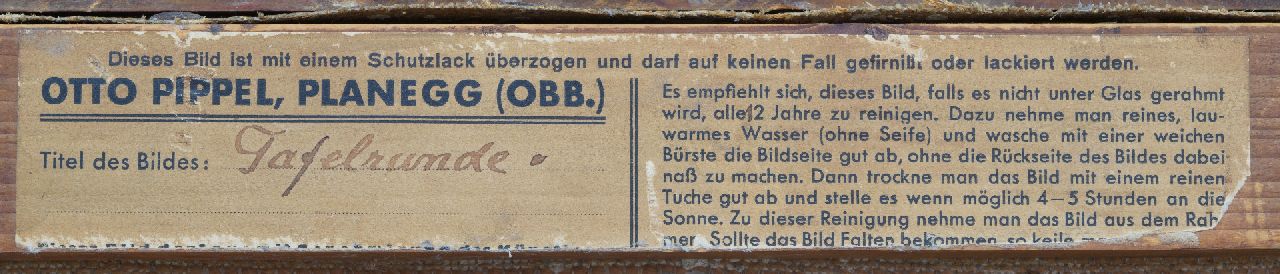 Dieses Bild ist mit einem Schutzlack überzogen und darf auf keinen Fall gefirnißt oder lackiert werden.
OTTO PIPPEL, PLANEGG (OBB.)
Titel des Bildes: Tafelrunde.
Es empfiehlt sich, dieses Bild, falls es nicht unter Glas gerahmt
wird, alle 12 Jahre zu reinigen. Dazu nehme man reines, lau-
warmes Wasser (ohne Seife) und wasche mit einer weichen
Bürste die Bildseite gut ab, ohne die Rückseite des Bildes dabei
naß zu machen. Dann trockne man das Bild mit einem reinen
Tuche gut ab und stelle es wenn möglich 4–5 Stunden an die
Sonne. Zu dieser Reinigung nehme man das Bild aus dem Rah-
men. Sollte das Bild Falten bekommen, so keile